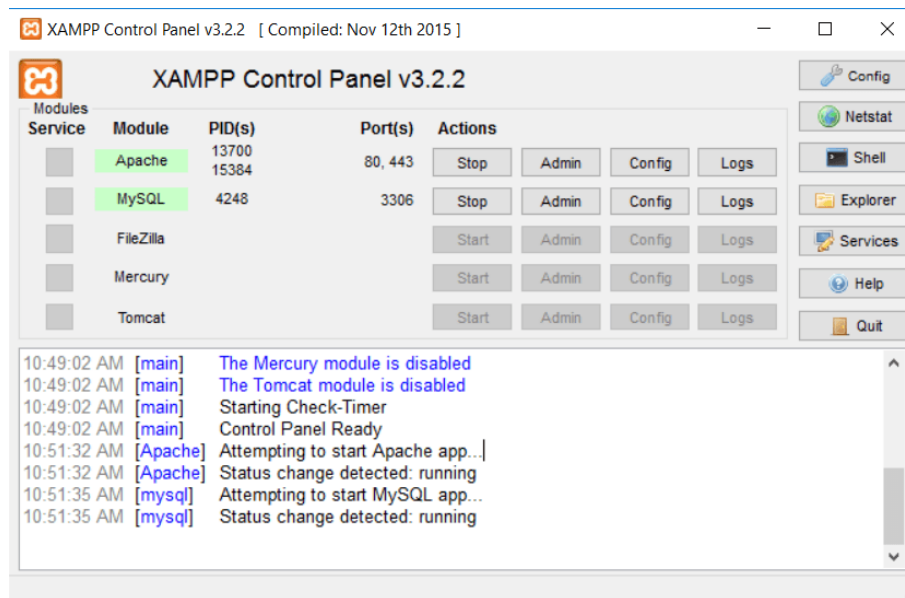 XAMPP Control Panel v3.2.2 [ Compiled: Nov 12th 2015 ]
XAMPP Control Panel v3.2.2
Config
Modules
Service Module PID(s) Port(s) Actions
Netstat
Apache 13700 15384 80, 443 Stop Admin Config Logs
Shell
MySQL 4248 3306 Stop Admin Config Logs
Explorer
FileZilla Start Admin Config Logs
Services
Mercury Start Admin Config Logs
Help
Tomcat Start Admin Config Logs
Quit
10:49:02 AM [main] The Mercury module is disabled
10:49:02 AM [main] The Tomcat module is disabled
10:49:02 AM [main] Starting Check-Timer
10:49:02 AM [main] Control Panel Ready
10:51:32 AM [Apache] Attempting to start Apache app...
10:51:32 AM [Apache] Status change detected: running
10:51:35 AM [mysql] Attempting to start MySQL app...
10:51:35 AM [mysql] Status change detected: running